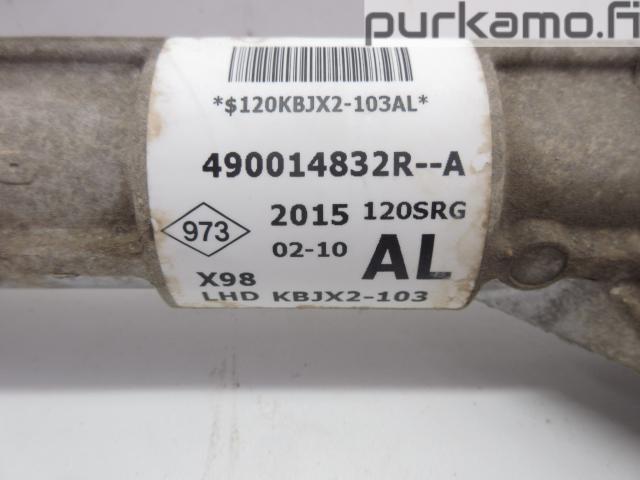 purkamo.fi
*$120KBJX2-103AL*
490014832R--A
973 2015 120SRG
02-10 AL
X98
LHD KBJX2-103